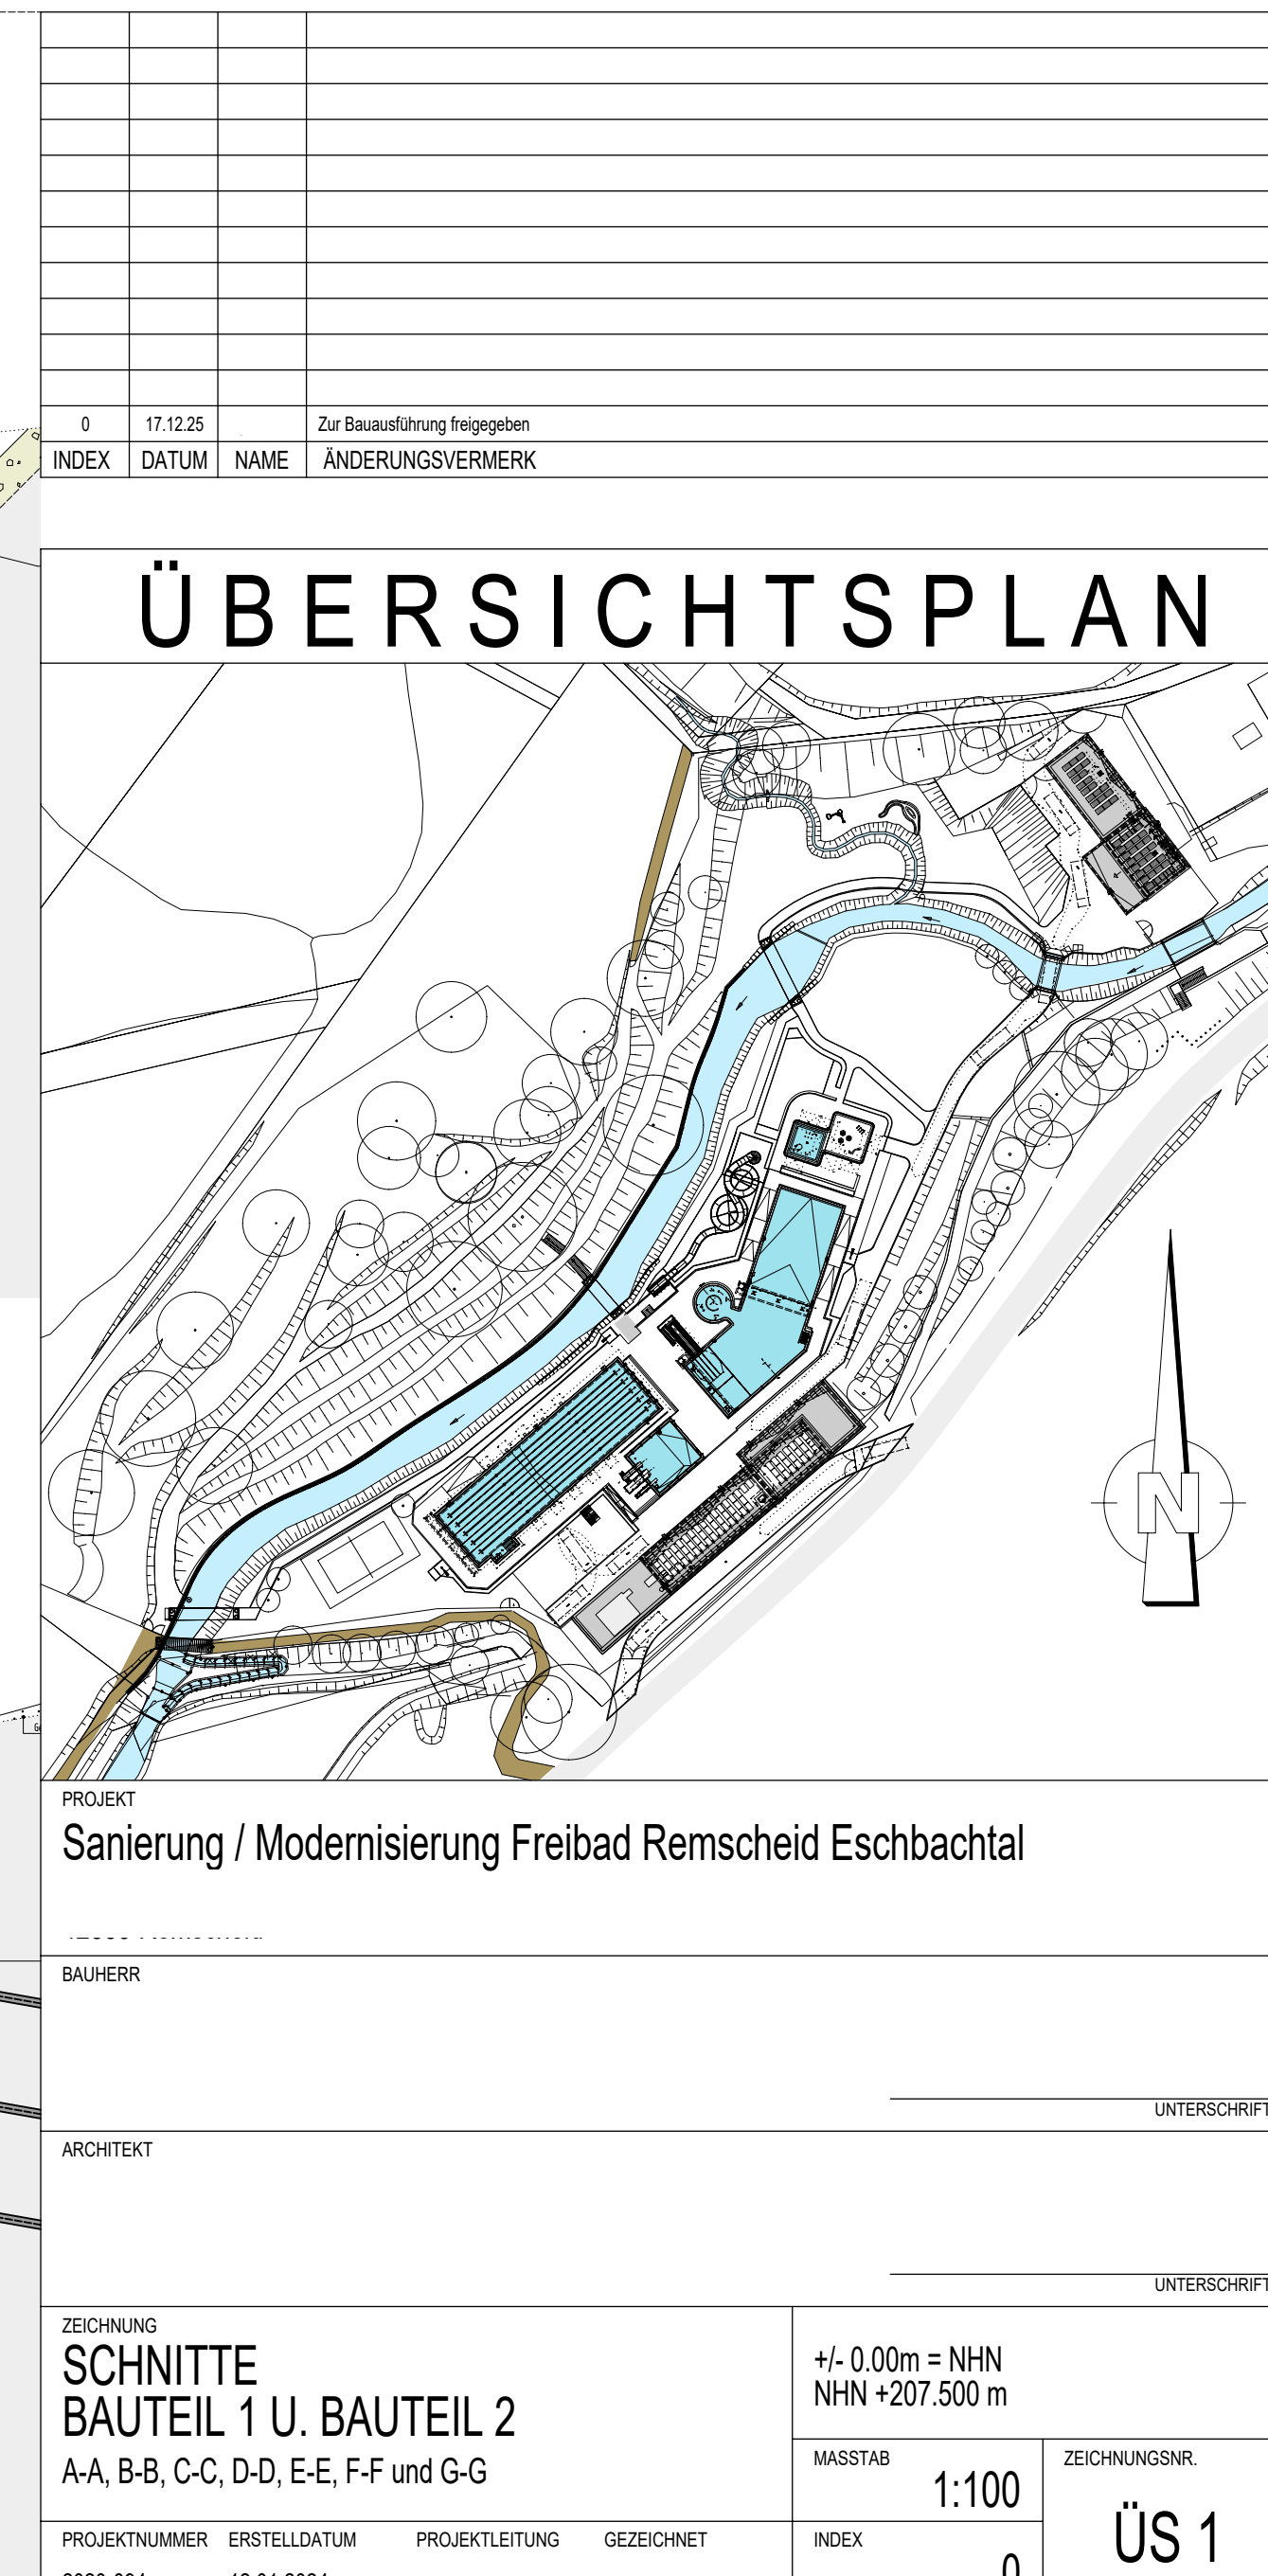 0 17.12.25 Zur Bauausführung freigegeben
INDEX DATUM NAME ÄNDERUNGSVERMERK
ÜBERSICHTSPLAN
N
PROJEKT
Sanierung / Modernisierung Freibad Remscheid Eschbachtal
BAUHERR
UNTERSCHRIFT
ARCHITEKT
UNTERSCHRIFT
ZEICHNUNG
SCHNITTE
BAUTEIL 1 U. BAUTEIL 2
A-A, B-B, C-C, D-D, E-E, F-F und G-G
+/- 0.00m = NHN
NHN +207.500 m
MASSTAB
1:100
ZEICHNUNGSNR.
ÜS 1
PROJEKTNUMMER ERSTELLDATUM PROJEKTLEITUNG GEZEICHNET
INDEX
0